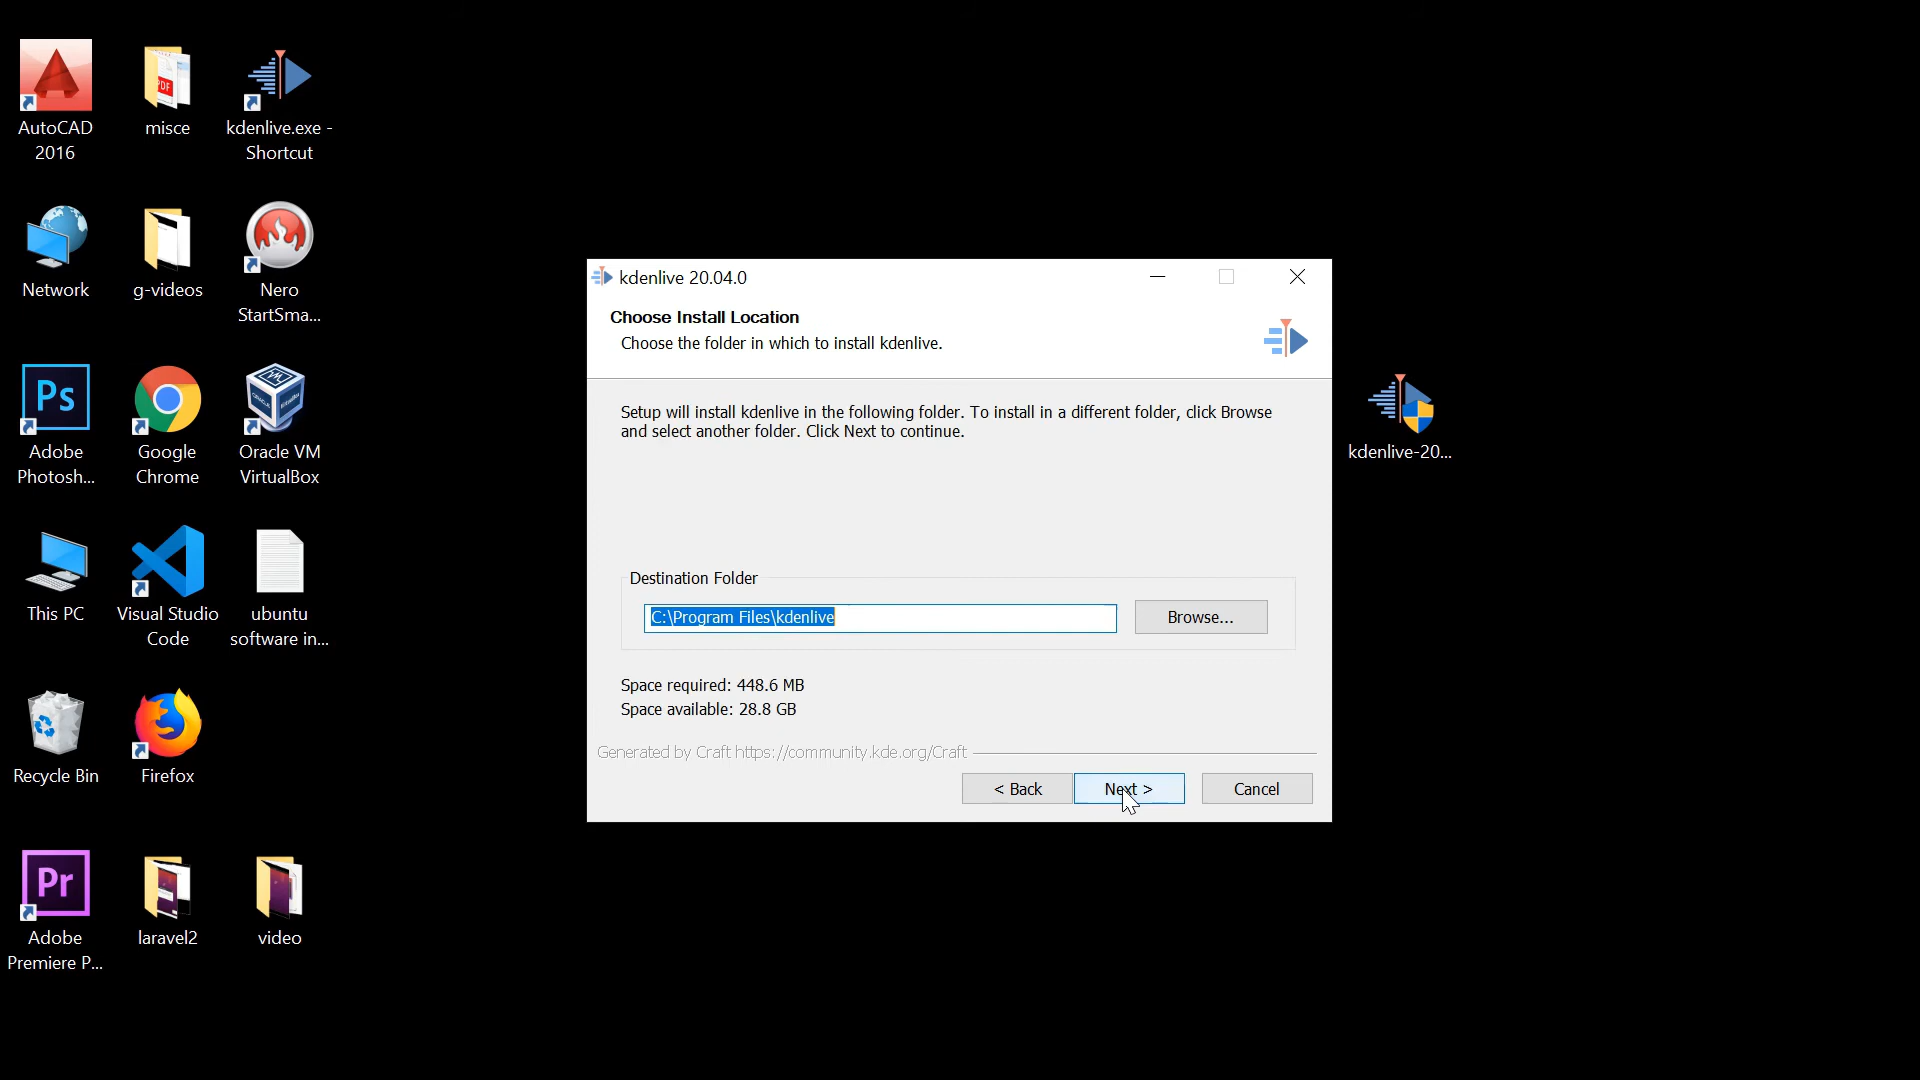 AutoCAD
2016
misce
kdenlive.exe -
Shortcut
Network
g-videos
Nero
StartSma...
Ps
Adobe
Photosh...
Google
Chrome
Oracle VM
VirtualBox
This PC
Visual Studio
Code
ubuntu
software in...
Recycle Bin
Firefox
Pr
Adobe
Premiere P...
laravel2
video
PDF
kdenlive 20.04.0
Choose Install Location
Choose the folder in which to install kdenlive.
Setup will install kdenlive in the following folder. To install in a different folder, click Browse
and select another folder. Click Next to continue.
Destination Folder
C:\Program Files\kdenlive
Browse...
Space required: 448.6 MB
Space available: 28.8 GB
Generated by Craft https://community.kde.org/Craft
< Back
Next >
Cancel
kdenlive-20...